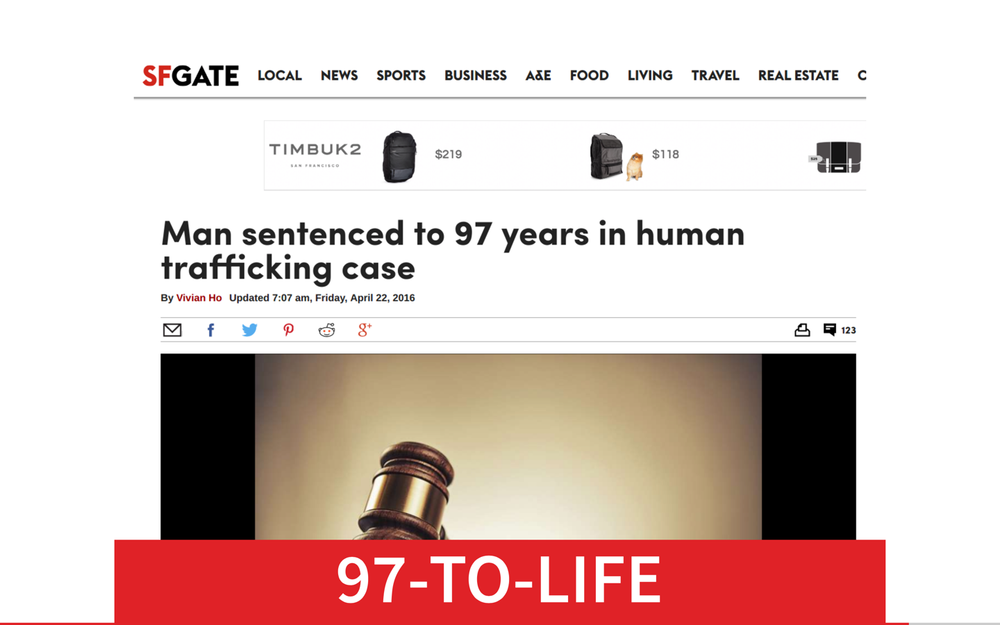 SFGATE LOCAL NEWS SPORTS BUSINESS A&E FOOD LIVING TRAVEL REAL ESTATE C
TIMBUK2
SAN FRANCISCO
$219
$118
$29
Man sentenced to 97 years in human
trafficking case
By Vivian Ho Updated 7:07 am, Friday, April 22, 2016
123
97-TO-LIFE